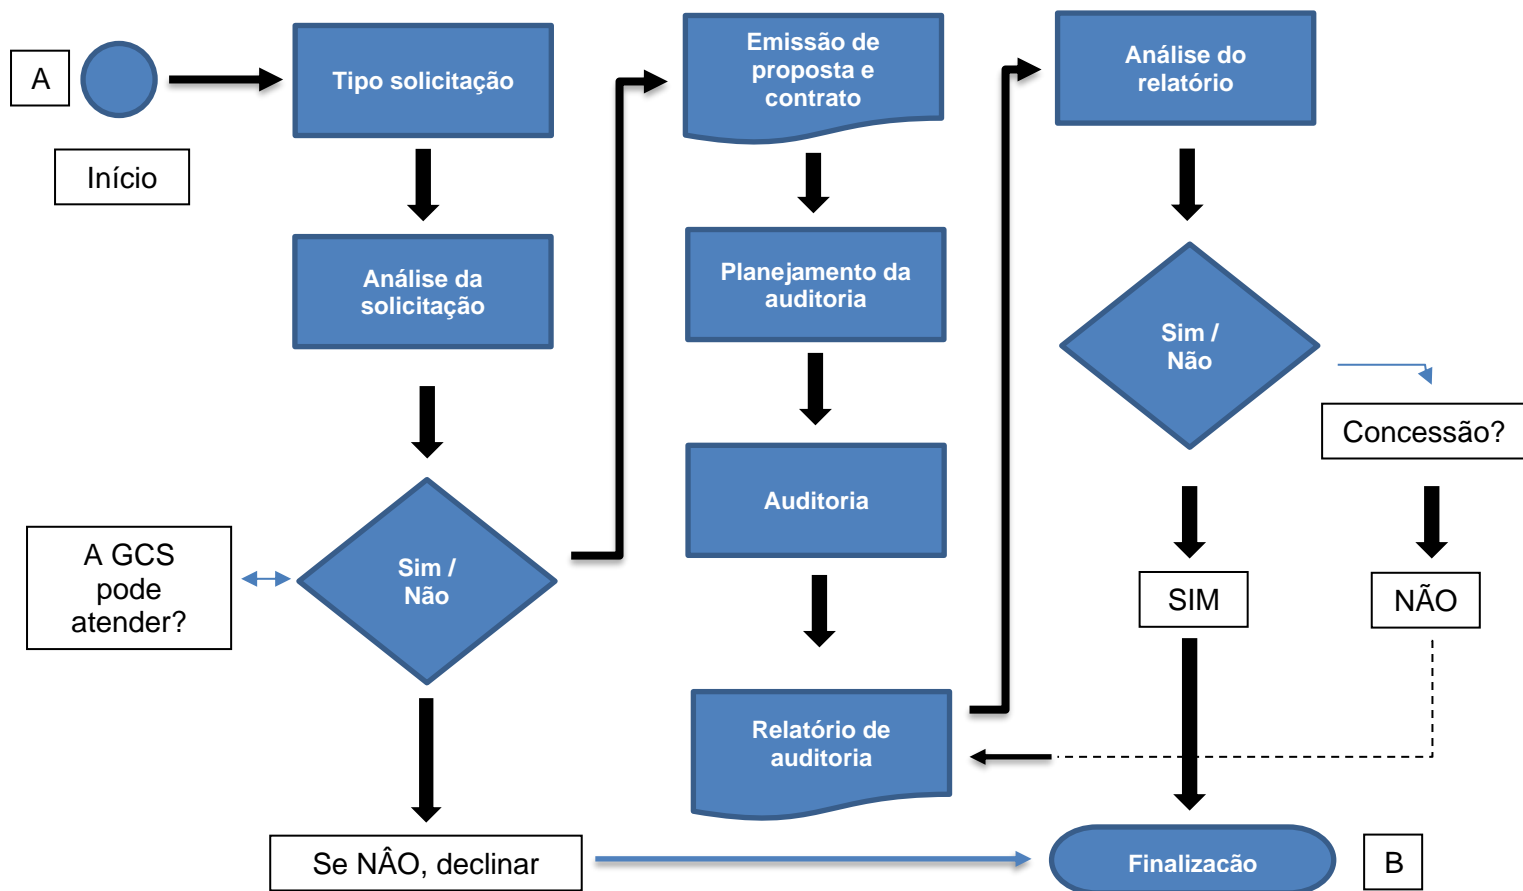 A
Início
Tipo solicitação
Análise da
solicitação
A GCS
pode
atender?
Sim /
Não
Se NÂO, declinar
Emissão de
proposta e
contrato
Planejamento da
auditoria
Auditoria
Relatório de
auditoria
Análise do
relatório
Sim /
Não
Concessão?
SIM
NÃO
Finalizacão
B